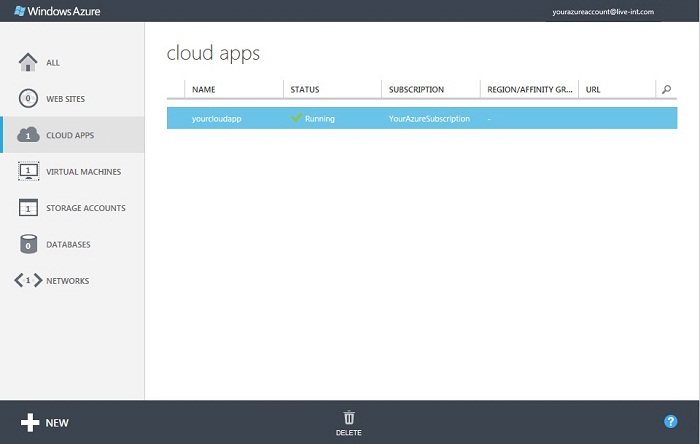 Windows Azure
yourazureaccount@live-int.com
ALL
0 WEB SITES
1 CLOUD APPS
1 VIRTUAL MACHINES
1 STORAGE ACCOUNTS
0 DATABASES
1 NETWORKS
cloud apps
NAME STATUS SUBSCRIPTION REGION/AFFINITY GR... URL
yourcloudapp Running YourAzureSubscription -
NEW
DELETE
?